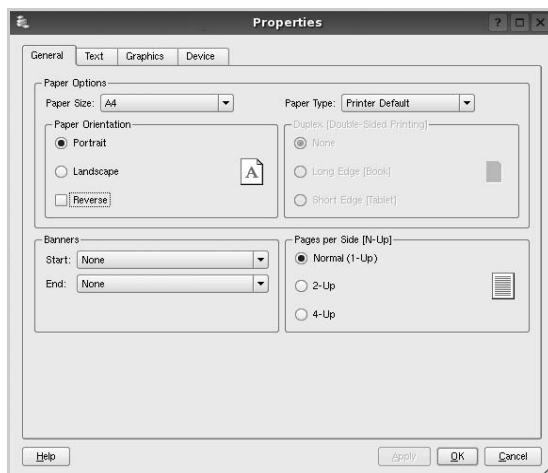 Properties
General Text Graphics Device
Paper Options
Paper Size: A4 Paper Type: Printer Default
Paper Orientation
Portrait
Landscape
A
Reverse
Duplex [Double-Sided Printing]
None
Long Edge [Book]
Short Edge [Tablet]
Banners
Start: None
End: None
Pages per Side [N-Up]
Normal (1-Up)
2-Up
4-Up
Help Apply OK Cancel